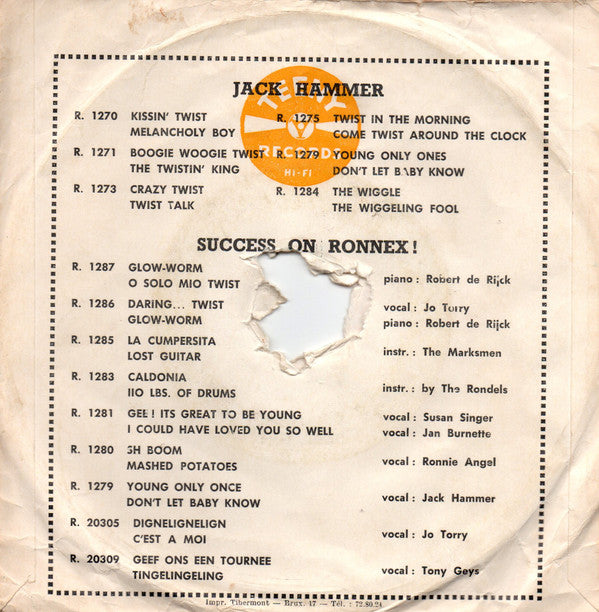 JACK HAMMER
TEENY
RECORDS
HI-FI
R. 1270 KISSIN' TWIST
MELANCHOLY BOY
R. 1271 BOOGIE WOOGIE TWIST
THE TWISTIN' KING
R. 1273 CRAZY TWIST
TWIST TALK
R. 1275 TWIST IN THE MORNING
COME TWIST AROUND THE CLOCK
R. 1279 YOUNG ONLY ONES
DON'T LET BABY KNOW
R. 1284 THE WIGGLE
THE WIGGELING FOOL
SUCCESS ON RONNEX!
R. 1287 GLOW-WORM
O SOLO MIO TWIST piano : Robert de Rijck
R. 1286 DARING... TWIST vocal : Jo Torry
GLOW-WORM piano : Robert de Rijck
R. 1285 LA CUMPERSITA
LOST GUITAR instr. : The Marksmen
R. 1283 CALDONIA
110 LBS. OF DRUMS instr. : by The Rondels
R. 1281 GEE! ITS GREAT TO BE YOUNG vocal : Susan Singer
I COULD HAVE LOVED YOU SO WELL vocal : Jan Burnette
R. 1280 SH BOOM
MASHED POTATOES vocal : Ronnie Angel
R. 1279 YOUNG ONLY ONCE
DON'T LET BABY KNOW vocal : Jack Hammer
R. 20305 DIGNELIGNELIGN
C'EST A MOI vocal : Jo Torry
R. 20309 GEEF ONS EEN TOURNEE
TINGELINGELING vocal : Tony Geys
Impr. Tibermont — Brux. 17 — Tél. : 72.80.24